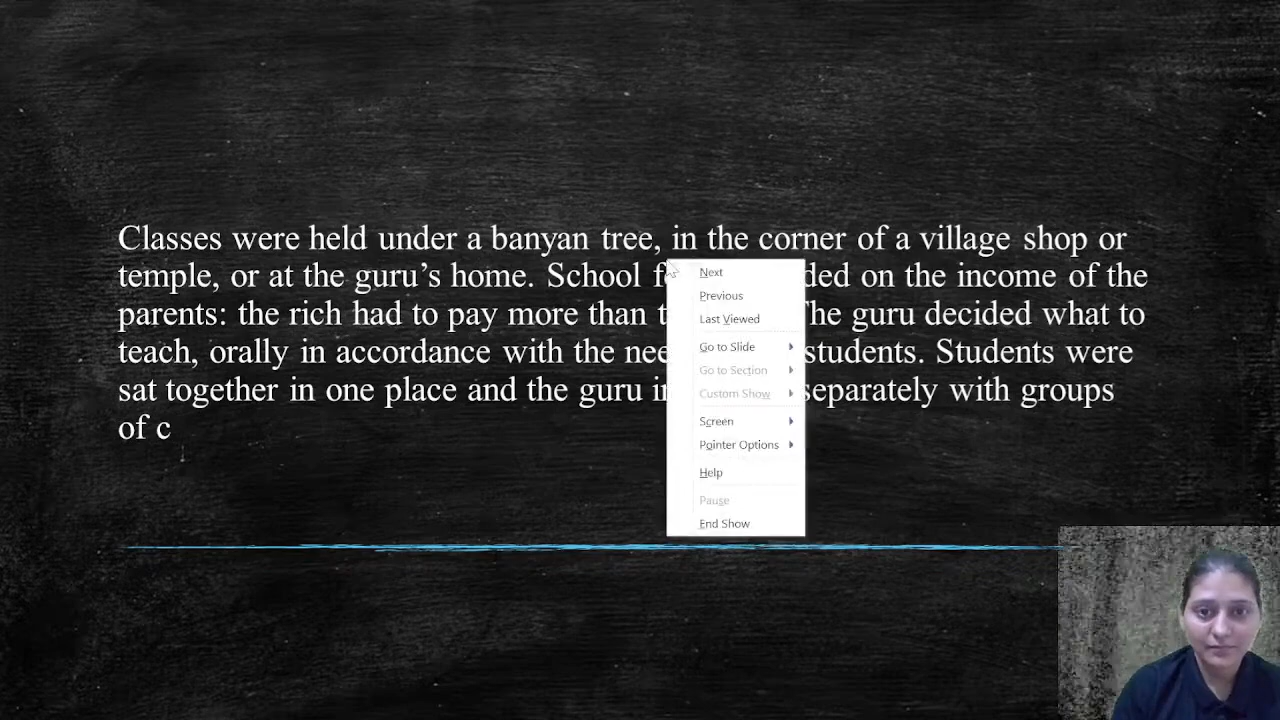 Classes were held under a banyan tree, in the corner of a village shop or
temple, or at the guru’s home. School ded on the income of the
parents: the rich had to pay more than he guru decided what to
teach, orally in accordance with the students. Students were
sat together in one place and the guru separately with groups
of c
Next
Previous
Last Viewed
Go to Slide
Go to Section
Custom Show
Screen
Pointer Options
Help
Pause
End Show